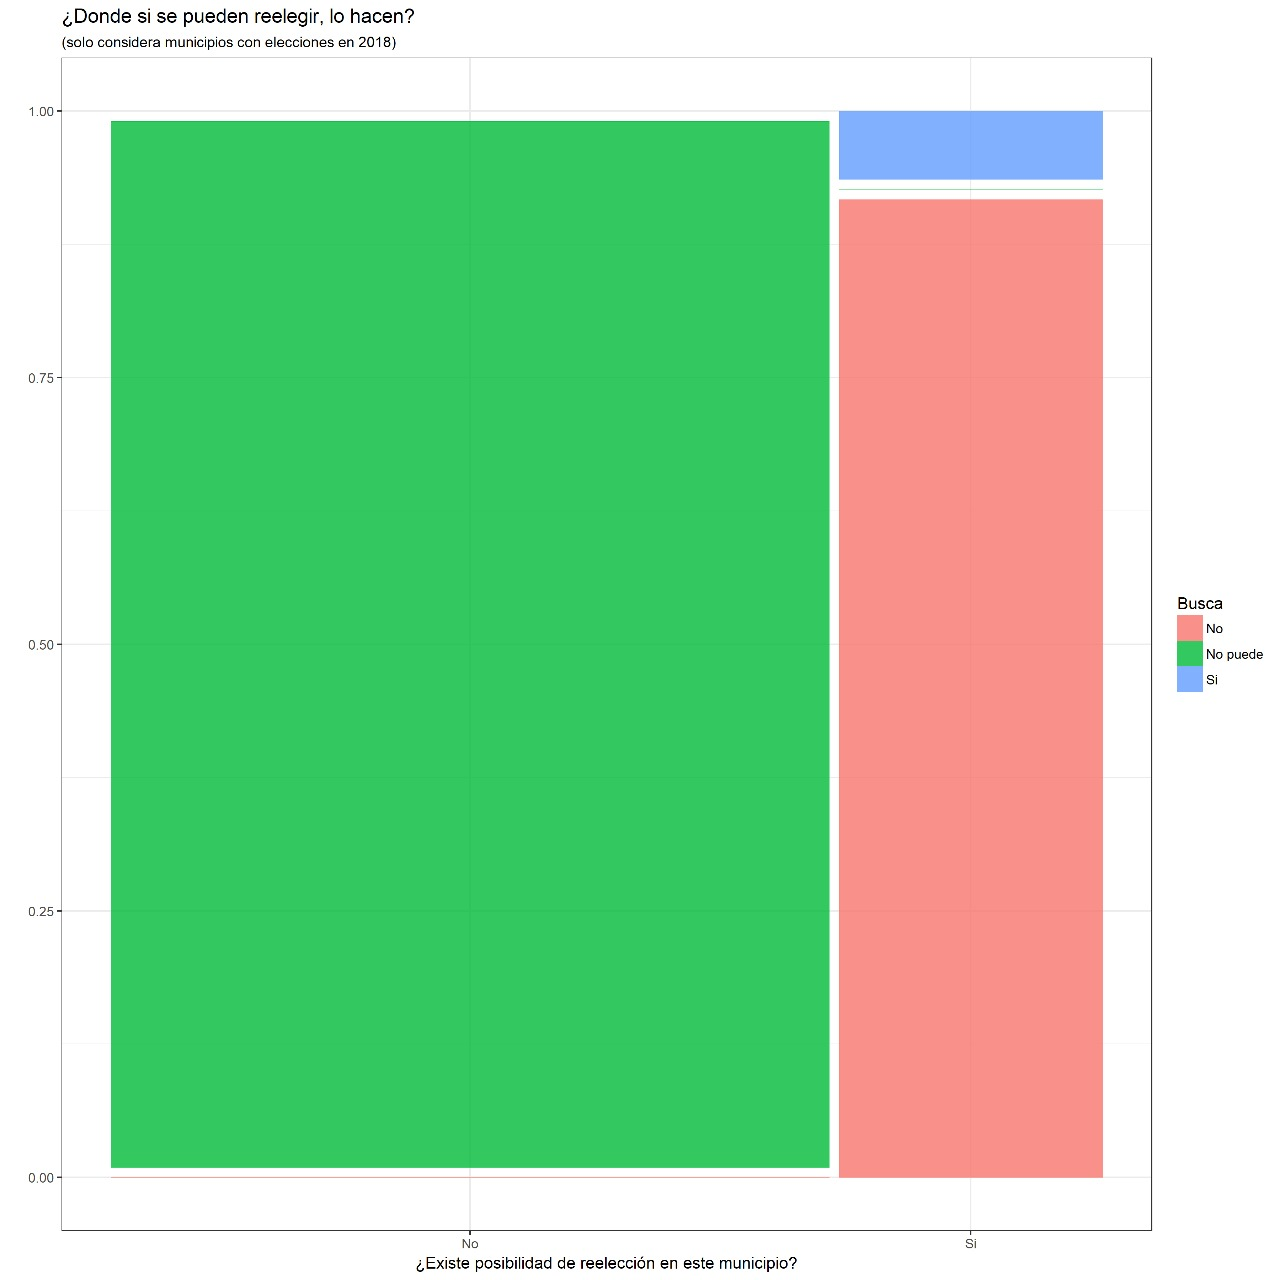 ¿Donde si se pueden reelegir, lo hacen?
(solo considera municipios con elecciones en 2018)
1.00
0.75
0.50
0.25
0.00
No
Si
¿Existe posibilidad de reelección en este municipio?
Busca
No
No puede
Si